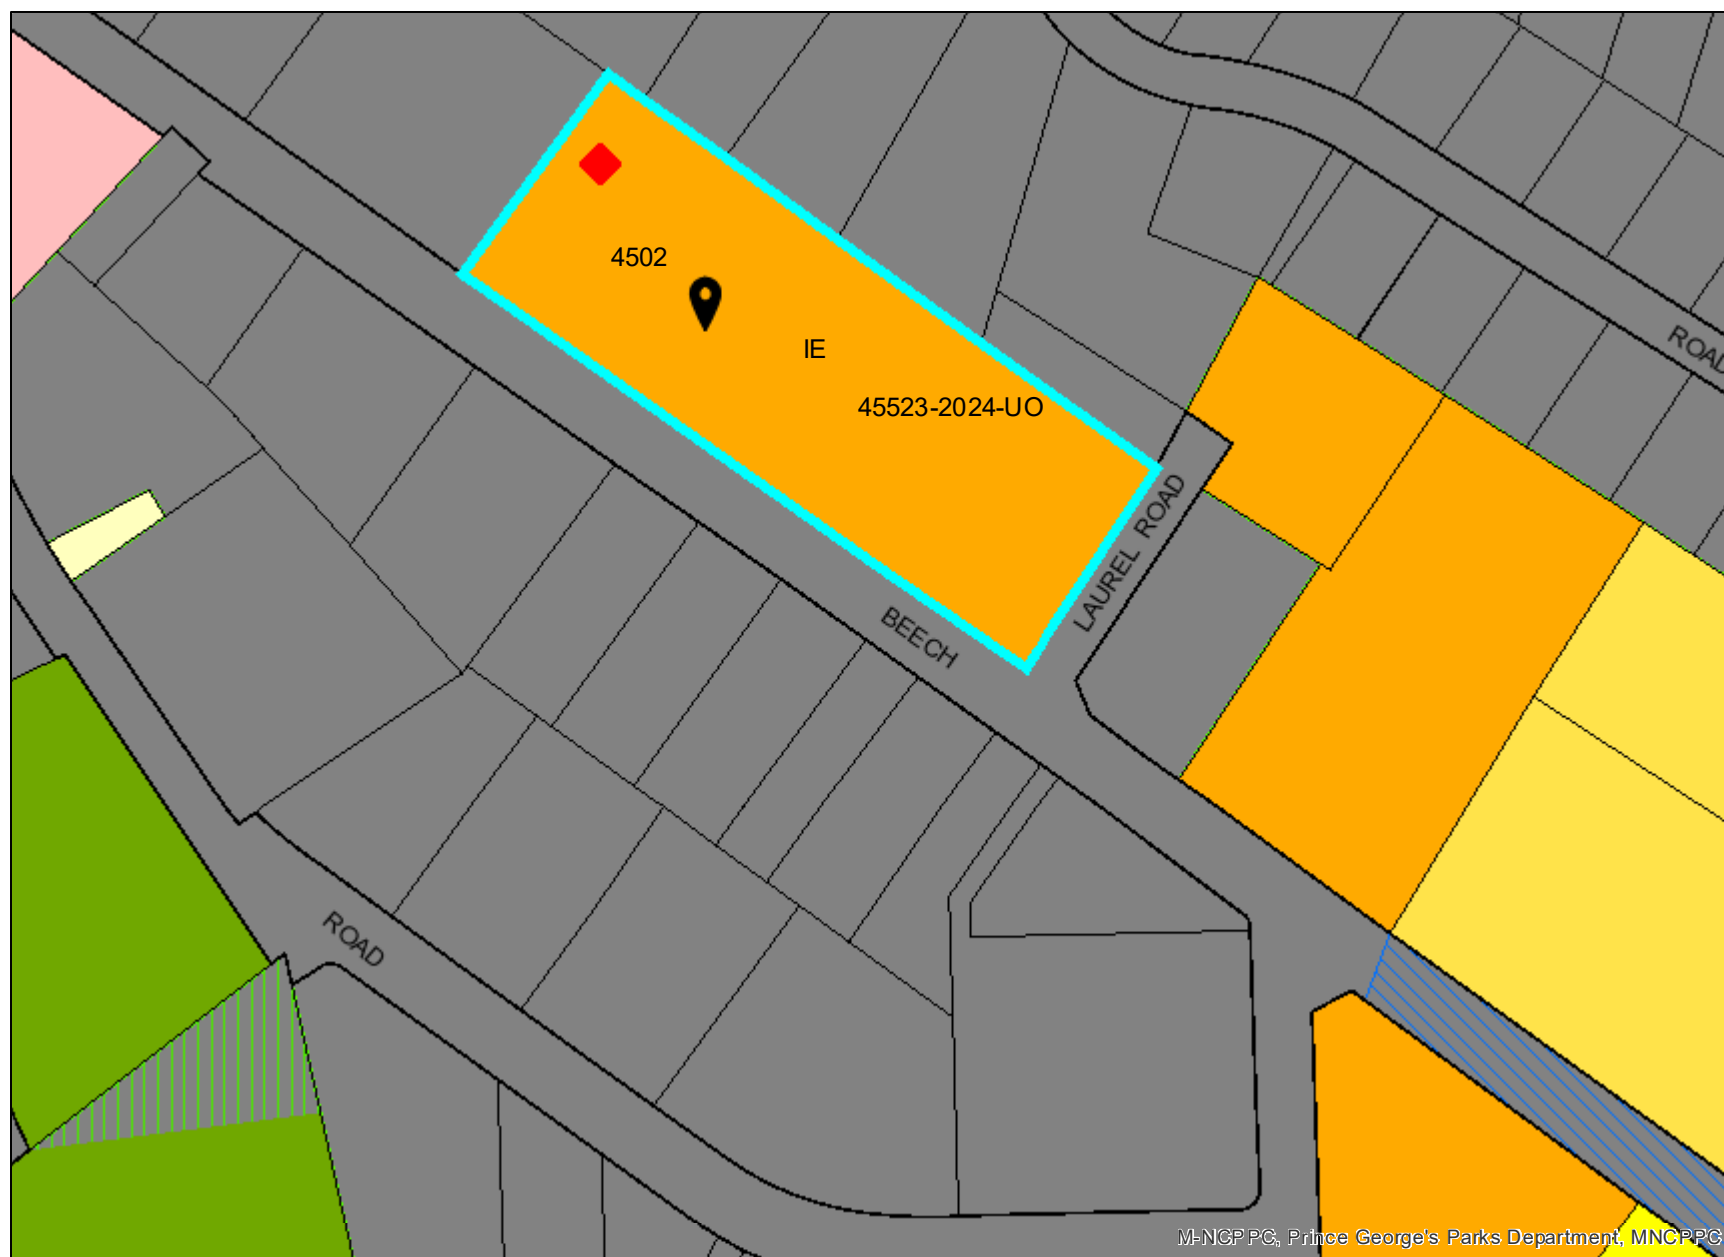 4502
ROAD
IE
45523-2024-UO
LAUREL ROAD
BEECH
ROAD
M-NCPPC, Prince George's Parks Department, MNCPPC